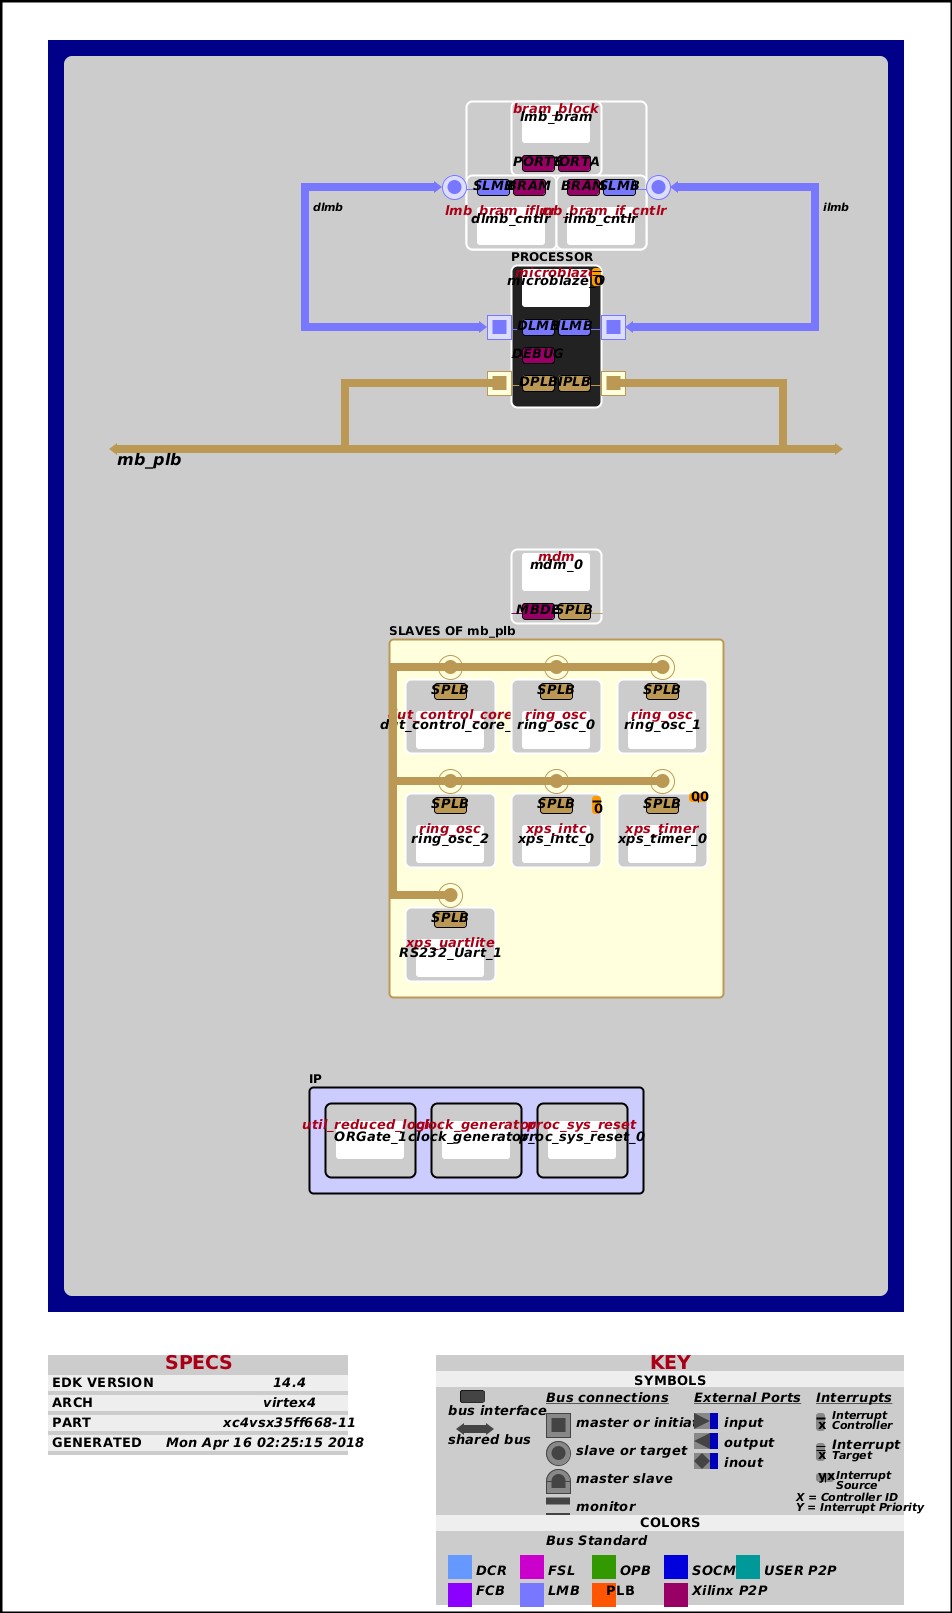 bram_block
lmb_bram
PORTB PORTA
SLMB BRAM BRAM SLMB
dlmb
ilmb
lmb_bram_if_cntlr lmb_bram_if_cntlr
dlmb_cntlr ilmb_cntlr
PROCESSOR
microblaze
microblaze_0
DLMB ILMB
DEBUG
DPLB IPLB
mb_plb
mdm
mdm_0
SPLB
SLAVES OF mb_plb
SPLB SPLB SPLB
ut_control_core ring_osc ring_osc
dut_control_core_ ring_osc_0 ring_osc_1
00
SPLB SPLB 0 SPLB
ring_osc xps_intc xps_timer
ring_osc_2 xps_intc_0 xps_timer_0
SPLB
xps_uartlite
RS232_Uart_1
IP
util_reduced_logic clock_generator proc_sys_reset
ORGate_1 clock_generator_ proc_sys_reset_0
SPECS
EDK VERSION 14.4
ARCH virtex4
PART xc4vsx35ff668-11
GENERATED Mon Apr 16 02:25:15 2018
KEY
SYMBOLS
bus interface
shared bus
Bus connections
master or initiat
slave or target
master slave
monitor
External Ports
input
output
inout
Interrupts
x Interrupt
Controller
x Interrupt
Target
yx Interrupt
Source
X = Controller ID
Y = Interrupt Priority
COLORS
Bus Standard
DCR FSL OPB SOCM USER P2P
FCB LMB PLB Xilinx P2P